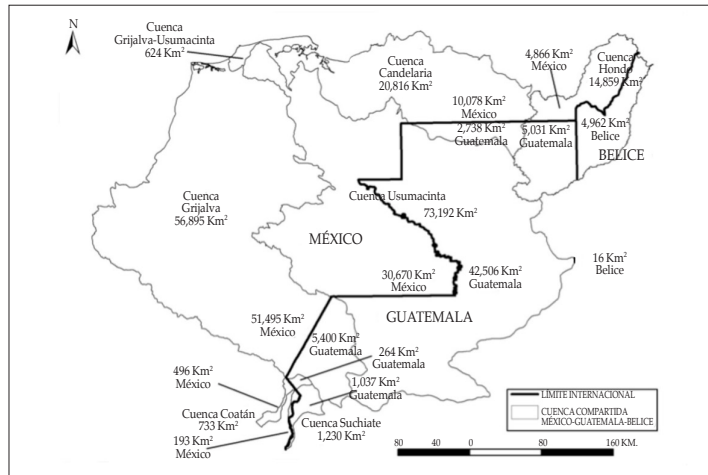 N
Cuenca
Grijalva-Usumacinta
624 Km²
Cuenca
Candelaria
20,816 Km²
4,866 Km²
México
Cuenca
Hondo
14,859 Km²
10,078 Km²
México
2,738 Km²
Guatemala
5,031 Km²
Guatemala
4,962 Km²
Belice
BELICE
Cuenca
Grijalva
56,895 Km²
Cuenca Usumacinta
73,192 Km²
MÉXICO
30,670 Km²
México
42,506 Km²
Guatemala
16 Km²
Belice
GUATEMALA
51,495 Km²
México
5,400 Km²
Guatemala
264 Km²
Guatemala
496 Km²
México
1,037 Km²
Guatemala
Cuenca Coatán
733 Km²
Cuenca Suchiate
1,230 Km²
193 Km²
México
LÍMITE INTERNACIONAL
CUENCA COMPARTIDA
MÉXICO-GUATEMALA-BELICE
80 0 80 160 KM.